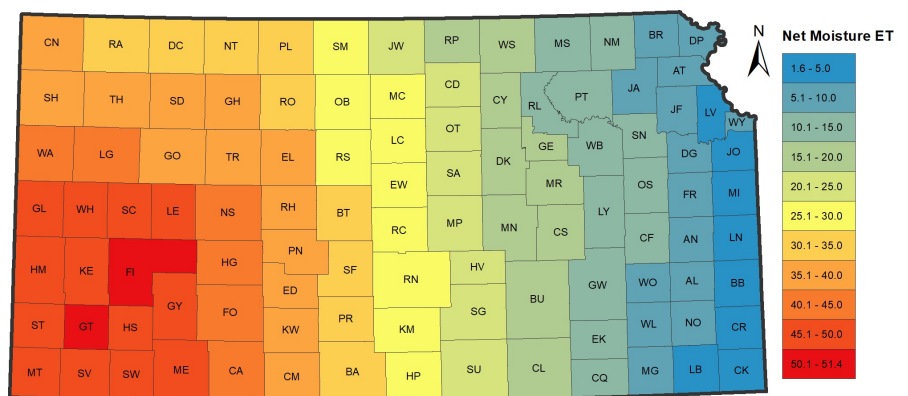 CN RA DC NT PL SM JW RP WS MS NM BR DP
N
Net Moisture ET
1.6 - 5.0
5.1 - 10.0
10.1 - 15.0
15.1 - 20.0
20.1 - 25.0
25.1 - 30.0
30.1 - 35.0
35.1 - 40.0
40.1 - 45.0
45.1 - 50.0
50.1 - 51.4
SH TH SD GH RO OB MC CD CY RL PT JA AT JF LV WY
WA LG GO TR EL RS LC OT DK GE WB SN DG JO
GL WH SC LE NS RH BT EW SA MR LY OS FR MI
RC MP MN CS CF AN LN
HM KE FI HG PN SF RN HV BU GW WO AL BB
ED
ST GT HS GY FO KW PR KM SG EK WL NO CR
MT SV SW ME CA CM BA HP SU CL CQ MG LB CK